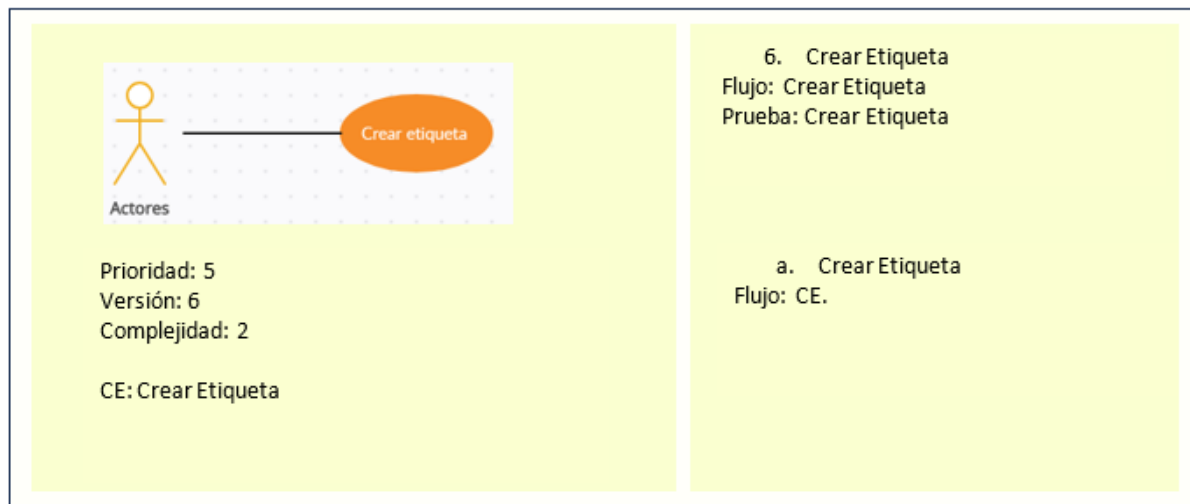 Crear etiqueta
Actores
Prioridad: 5
Versión: 6
Complejidad: 2
CE: Crear Etiqueta
6. Crear Etiqueta
Flujo: Crear Etiqueta
Prueba: Crear Etiqueta
a. Crear Etiqueta
Flujo: CE.